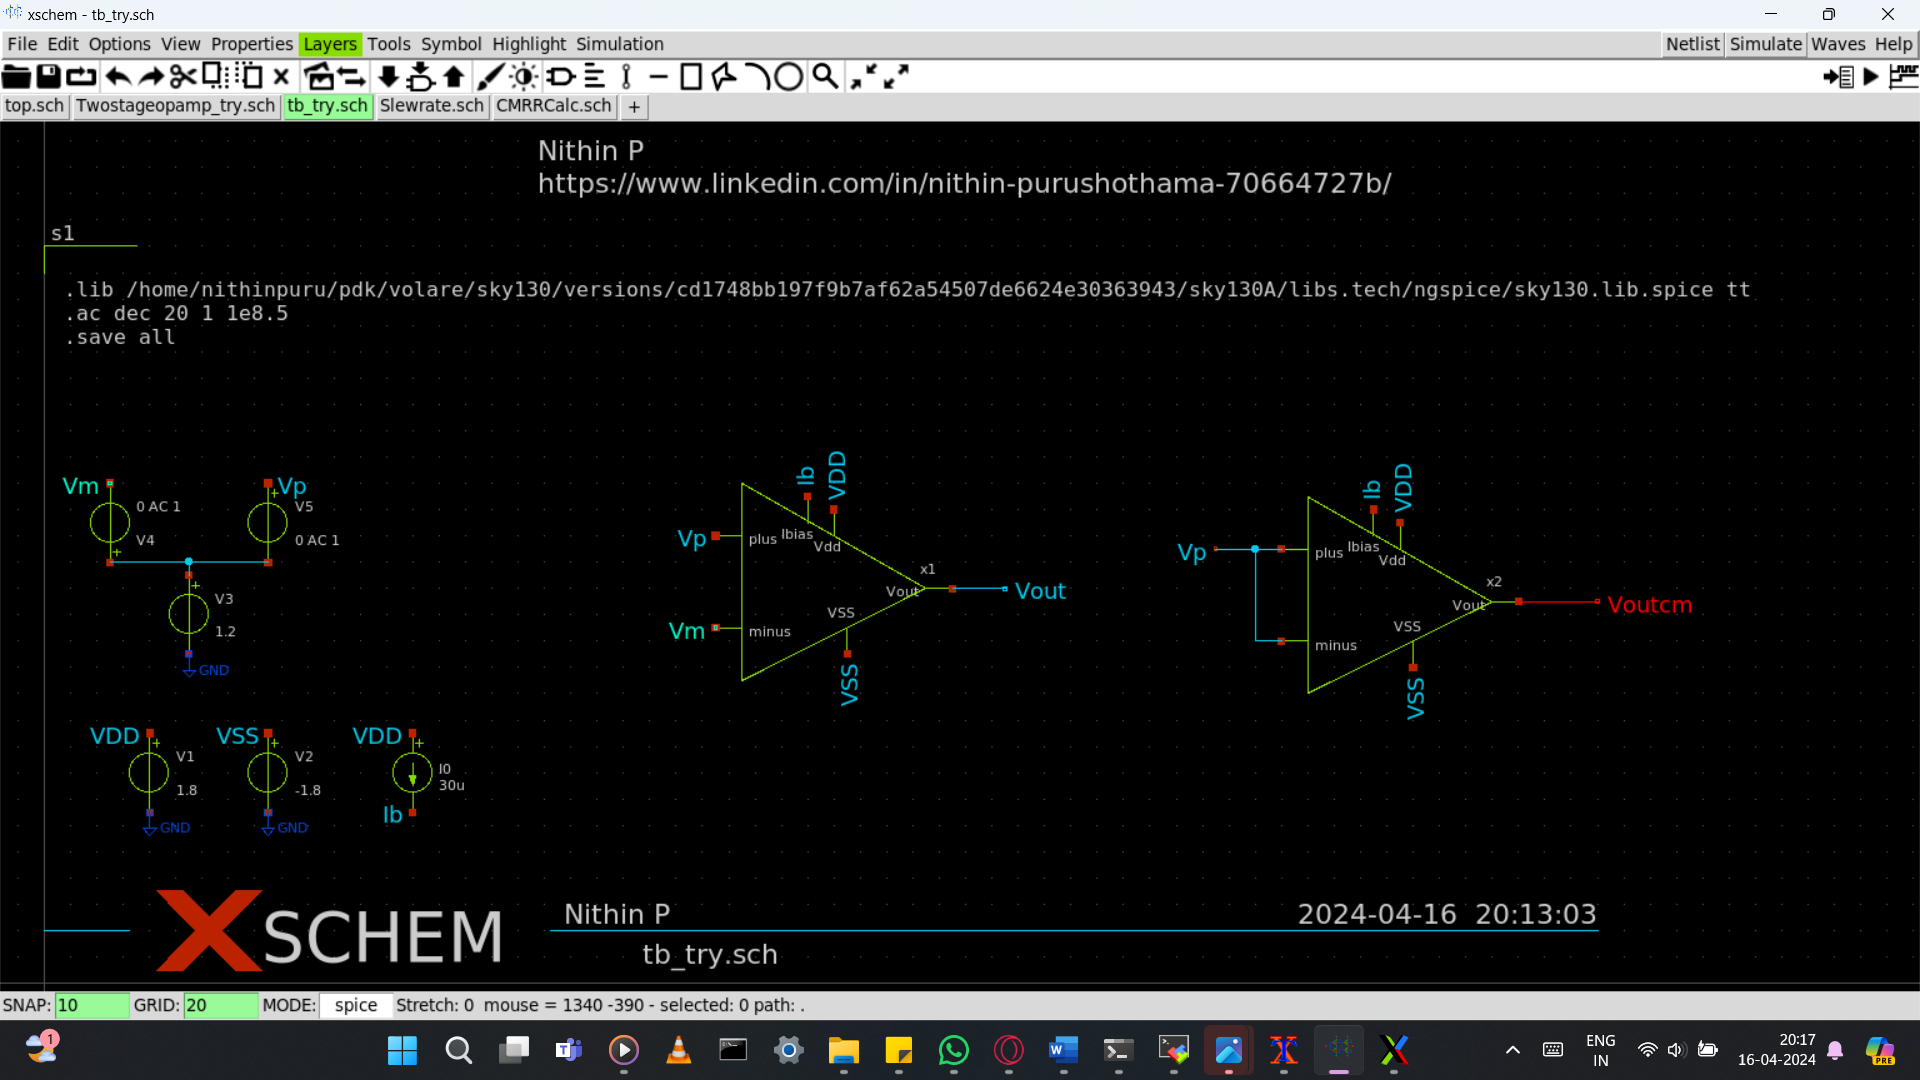 xschem - tb_try.sch
File Edit Options View Properties Layers Tools Symbol Highlight Simulation Netlist Simulate Waves Help
top.sch Twostageopamp_try.sch tb_try.sch Slewrate.sch CMRRCalc.sch +
Nithin P
https://www.linkedin.com/in/nithin-purushothama-70664727b/
s1
.lib /home/nithinpuru/pdk/volare/sky130/versions/cd1748bb197f9b7af62a54507de6624e30363943/sky130A/libs.tech/ngspice/sky130.lib.spice tt
.ac dec 20 1 1e8.5
.save all
Vm
0 AC 1
V4
+
Vp
+
V5
0 AC 1
+
V3
1.2
GND
VDD
+
V1
1.8
GND
VSS
+
V2
-1.8
GND
VDD
+
I0
30u
Ib
Ib
VDD
Vp
plus
Ibias
Vdd
x1
Vout
Vout
VSS
Vm
minus
VSS
Ib
VDD
Vp
plus
Ibias
Vdd
x2
Vout
Voutcm
VSS
minus
VSS
XSCHEM
Nithin P
2024-04-16 20:13:03
tb_try.sch
SNAP: 10 GRID: 20 MODE: spice Stretch: 0 mouse = 1340 -390 - selected: 0 path: .
1
ENG
IN
20:17
16-04-2024
PRE